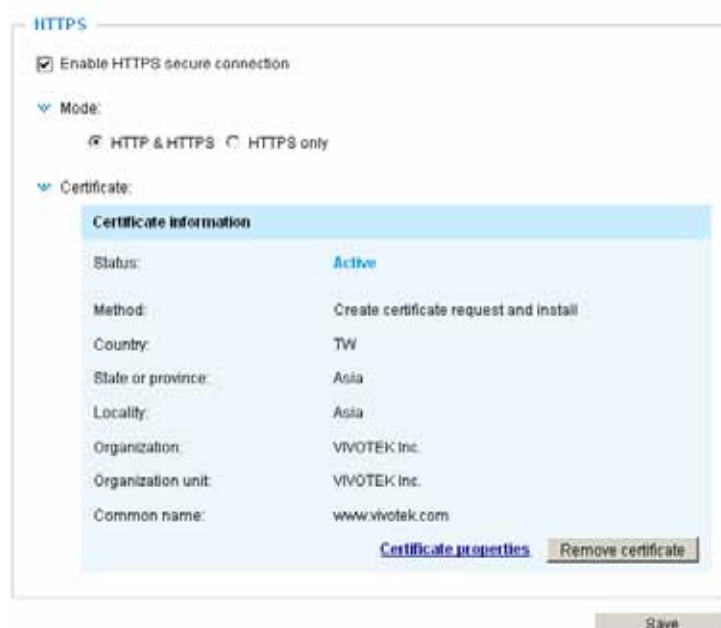 HTTPS
Enable HTTPS secure connection
Mode:
HTTP & HTTPS HTTPS only
Certificate:
Certificate information
Status: Active
Method: Create certificate request and install
Country: TW
State or province: Asia
Locality: Asia
Organization: VIVOTEK Inc.
Organization unit: VIVOTEK Inc.
Common name: www.vivotek.com
Certificate properties Remove certificate
Save